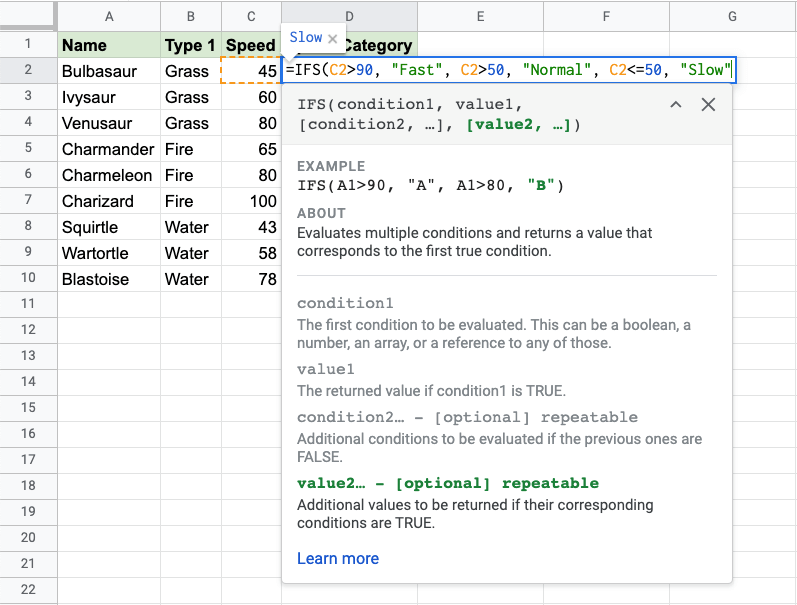 A B C D E F G
1 Name Type 1 Speed Category
Slow ×
2 Bulbasaur Grass 45 =IFS(C2>90, "Fast", C2>50, "Normal", C2<=50, "Slow"
3 Ivysaur Grass 60
4 Venusaur Grass 80
5 Charmander Fire 65
6 Charmeleon Fire 80
7 Charizard Fire 100
8 Squirtle Water 43
9 Wartortle Water 58
10 Blastoise Water 78
11
12
13
14
15
16
17
18
19
20
21
22
IFS(condition1, value1,
[condition2, …], [value2, …])
EXAMPLE
IFS(A1>90, "A", A1>80, "B")
ABOUT
Evaluates multiple conditions and returns a value that
corresponds to the first true condition.
condition1
The first condition to be evaluated. This can be a boolean, a
number, an array, or a reference to any of those.
value1
The returned value if condition1 is TRUE.
condition2… – [optional] repeatable
Additional conditions to be evaluated if the previous ones are
FALSE.
value2… – [optional] repeatable
Additional values to be returned if their corresponding
conditions are TRUE.
Learn more